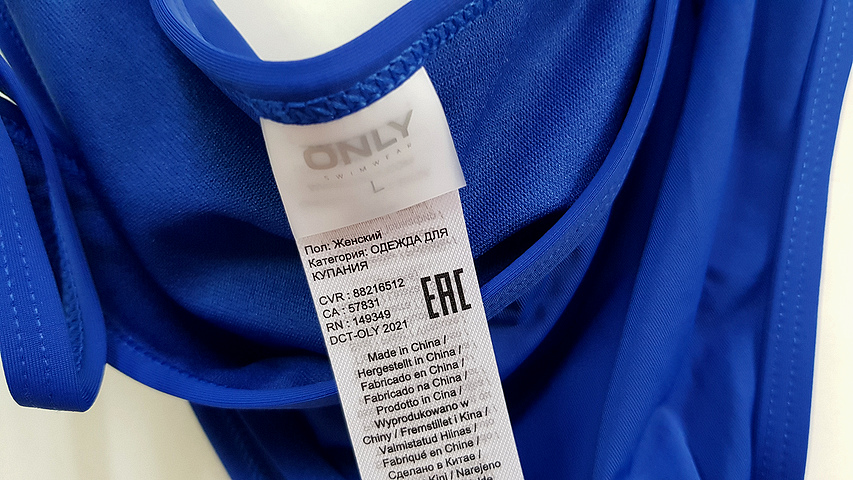 ONLY
SWIMWEAR
L
Пол: Женский
Категория: ОДЕЖДА ДЛЯ
КУПАНИЯ
CVR : 88216512
CA : 57831
RN : 149349
DCT-OLY 2021
EAC
Made in China /
Hergestellt in China /
Fabricado en China /
Fabricado na China /
Prodotto in Cina /
Wyprodukowano w
Chiny / Fremstillet i Kina /
Valmistatud Hiinas /
Fabriqué en Chine /
Сделано в Китае /
Kini / Narejeno